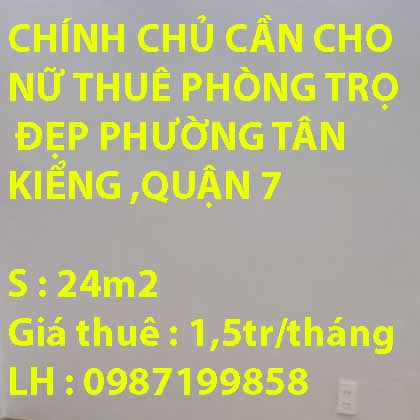 CHÍNH CHỦ CẦN CHO
NỮ THUÊ PHÒNG TRỌ
ĐẸP PHƯỜNG TÂN
KIỂNG ,QUẬN 7
S : 24m2
Giá thuê : 1,5tr/tháng
LH : 0987199858